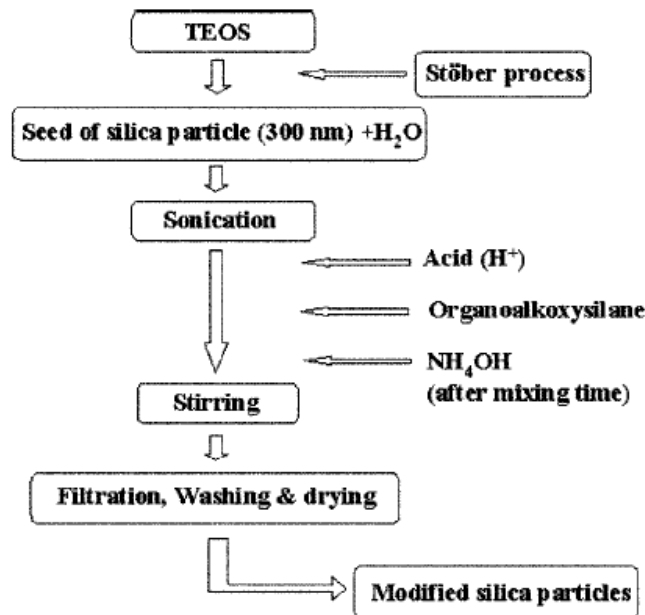 TEOS
Stöber process
Seed of silica particle (300 nm) +H₂O
Sonication
Acid (H⁺)
Organoalkoxysilane
NH₄OH
(after mixing time)
Stirring
Filtration, Washing & drying
Modified silica particles